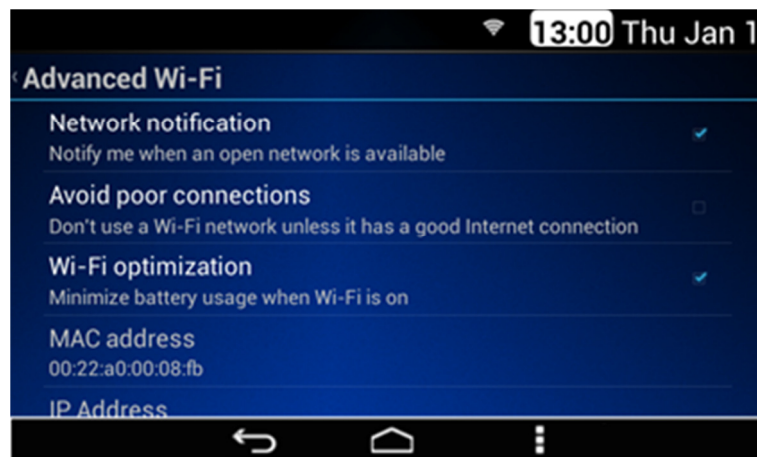 13:00 Thu Jan 1
Advanced Wi-Fi
Network notification
Notify me when an open network is available
Avoid poor connections
Don't use a Wi-Fi network unless it has a good Internet connection
Wi-Fi optimization
Minimize battery usage when Wi-Fi is on
MAC address
00:22:a0:00:08:fb
IP Address